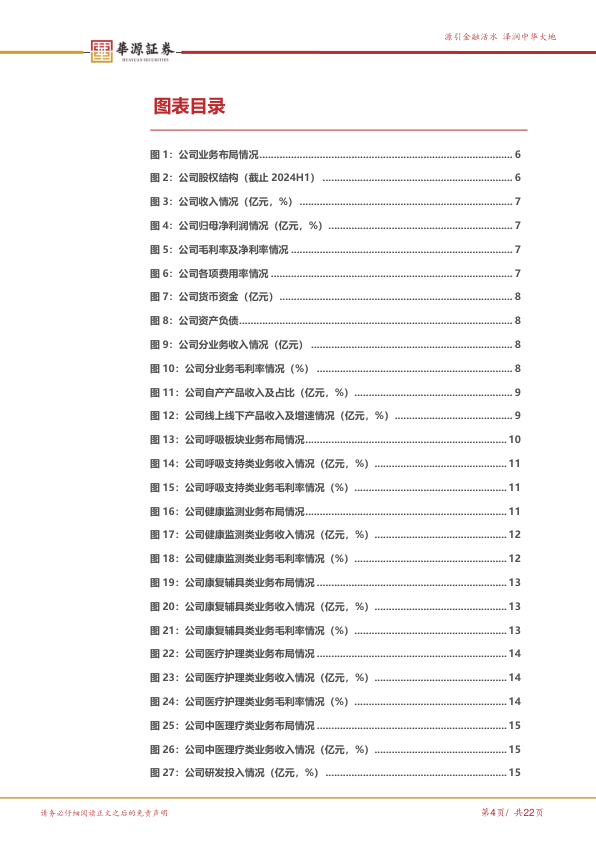 源引金融活水 泽润中华大地
華源証券
HUAYUAN SECURITIES
图表目录
图 1：公司业务布局情况........ 6
图 2：公司股权结构（截止 2024H1）........ 6
图 3：公司收入情况（亿元，%）........ 7
图 4：公司归母净利润情况（亿元，%）........ 7
图 5：公司毛利率及净利率情况........ 7
图 6：公司各项费用率情况........ 7
图 7：公司货币资金（亿元）........ 8
图 8：公司资产负债........ 8
图 9：公司分业务收入情况（亿元）........ 8
图 10：公司分业务毛利率情况（%）........ 8
图 11：公司自产产品收入及占比（亿元，%）........ 9
图 12：公司线上线下产品收入及增速情况（亿元，%）........ 9
图 13：公司呼吸板块业务布局情况........ 10
图 14：公司呼吸支持类业务收入情况（亿元，%）........ 11
图 15：公司呼吸支持类业务毛利率情况（%）........ 11
图 16：公司健康监测业务布局情况........ 11
图 17：公司健康监测类业务收入情况（亿元，%）........ 12
图 18：公司健康监测类业务毛利率情况（%）........ 12
图 19：公司康复辅具类业务布局情况........ 13
图 20：公司康复辅具类业务收入情况（亿元，%）........ 13
图 21：公司康复辅具类业务毛利率情况（%）........ 13
图 22：公司医疗护理类业务布局情况........ 14
图 23：公司医疗护理类业务收入情况（亿元，%）........ 14
图 24：公司医疗护理类业务毛利率情况（%）........ 14
图 25：公司中医理疗类业务布局情况........ 15
图 26：公司中医理疗类业务收入情况（亿元，%）........ 15
图 27：公司研发投入情况（亿元，%）........ 15
请务必仔细阅读正文之后的免责声明
第4页/ 共22页